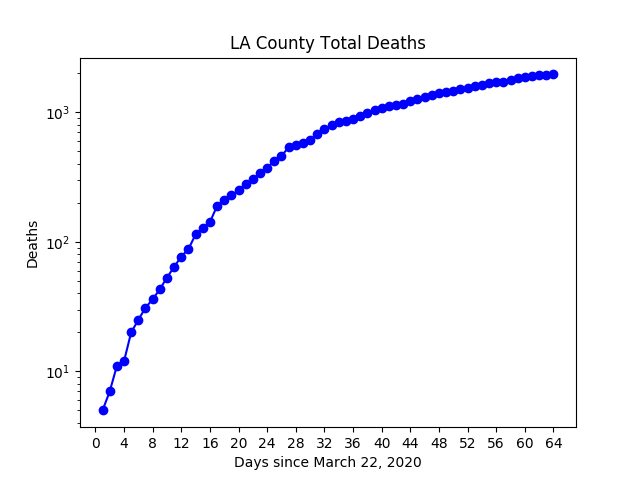 LA County Total Deaths
Deaths
10³
10²
10¹
0 4 8 12 16 20 24 28 32 36 40 44 48 52 56 60 64
Days since March 22, 2020